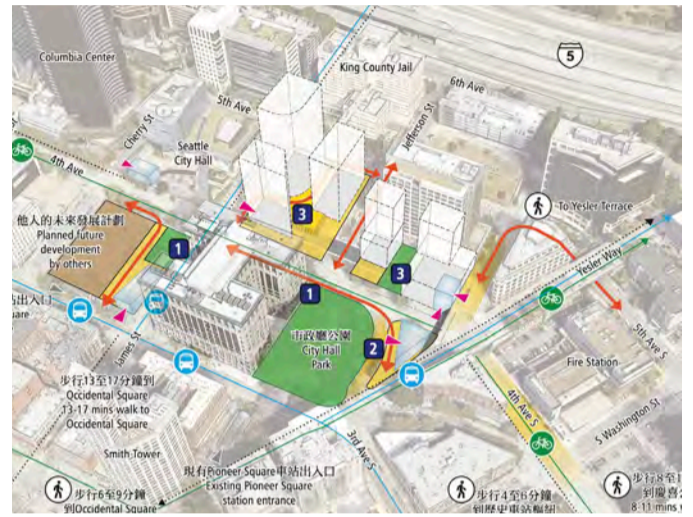 Columbia Center
King County Jail
5
6th Ave
5th Ave
Cherry St
Jefferson St
Seattle
City Hall
4th Ave
To Yesler Terrace
他人的未來發展計劃
Planned future
development
by others
1
3
3
1
2
Yesler Way
5th Ave S
站出入口
James St
市政廳公園
City Hall
Park
Fire Station
步行13至17分鐘到
Occidental Square
13-17 mins walk to
Occidental Square
4th Ave S
S Washington St
3rd Ave S
Smith Tower
現有Pioneer Square車站出入口
Existing Pioneer Square
station entrance
步行6至9分鐘
到Occidental Square
步行4至6分鐘
步行8至1
到慶喜
8-11 mins